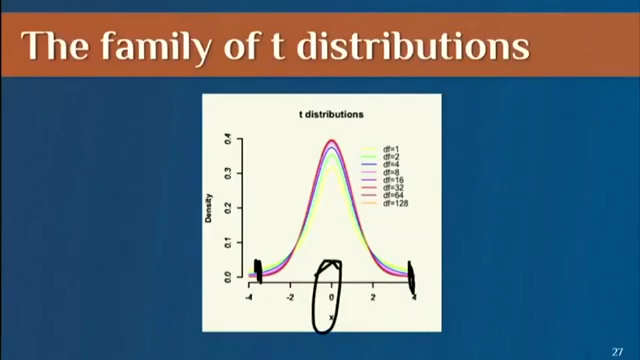 The family of t distributions
t distributions
df=1
df=2
df=4
df=8
df=16
df=32
df=64
df=128
Density
0.0 0.1 0.2 0.3 0.4
-4 -2 0 2 4
x
27